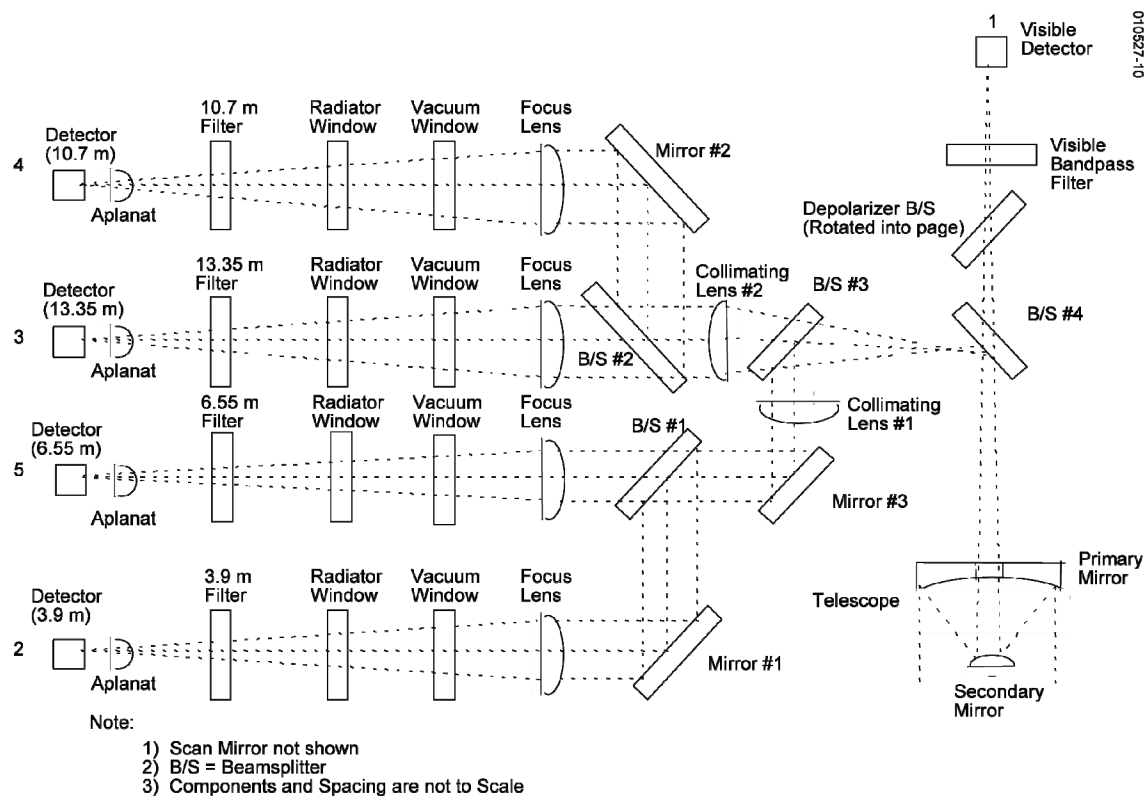 010527-10
1
Visible
Detector
Visible
Bandpass
Filter
Depolarizer B/S
(Rotated into page)
B/S #4
4
Detector
(10.7 m)
Aplanat
10.7 m
Filter
Radiator
Window
Vacuum
Window
Focus
Lens
Mirror #2
3
Detector
(13.35 m)
Aplanat
13.35 m
Filter
Radiator
Window
Vacuum
Window
Focus
Lens
B/S #2
Collimating
Lens #2
B/S #3
Collimating
Lens #1
5
Detector
(6.55 m)
Aplanat
6.55 m
Filter
Radiator
Window
Vacuum
Window
Focus
Lens
B/S #1
Mirror #3
2
Detector
(3.9 m)
Aplanat
3.9 m
Filter
Radiator
Window
Vacuum
Window
Focus
Lens
Mirror #1
Telescope
Primary
Mirror
Secondary
Mirror
Note:
1) Scan Mirror not shown
2) B/S = Beamsplitter
3) Components and Spacing are not to Scale